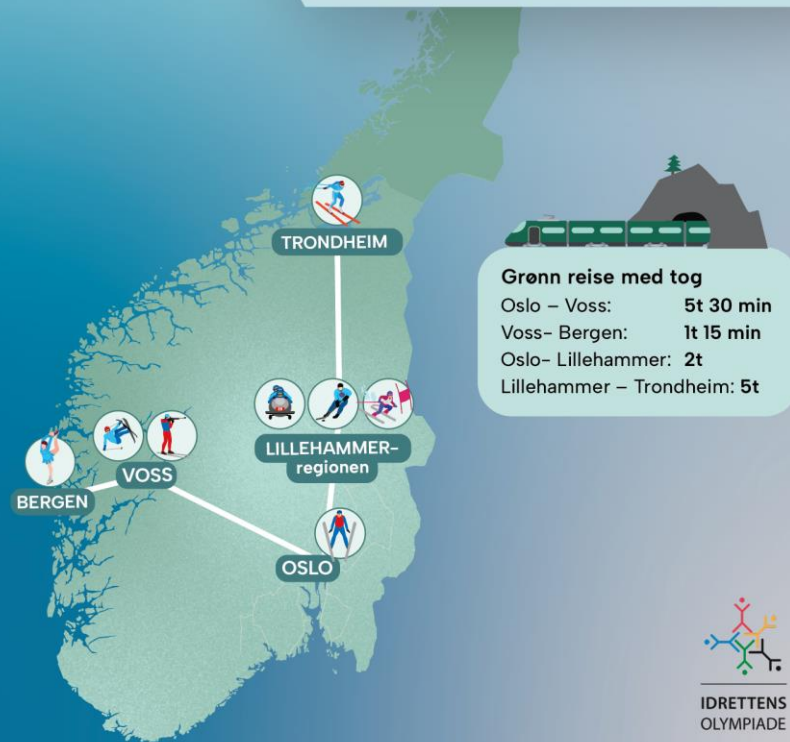 TRONDHEIM
Grønn reise med tog
Oslo – Voss: 5t 30 min
Voss– Bergen: 1t 15 min
Oslo– Lillehammer: 2t
Lillehammer – Trondheim: 5t
LILLEHAMMER-
regionen
VOSS
BERGEN
OSLO
IDRETTENS
OLYMPIADE